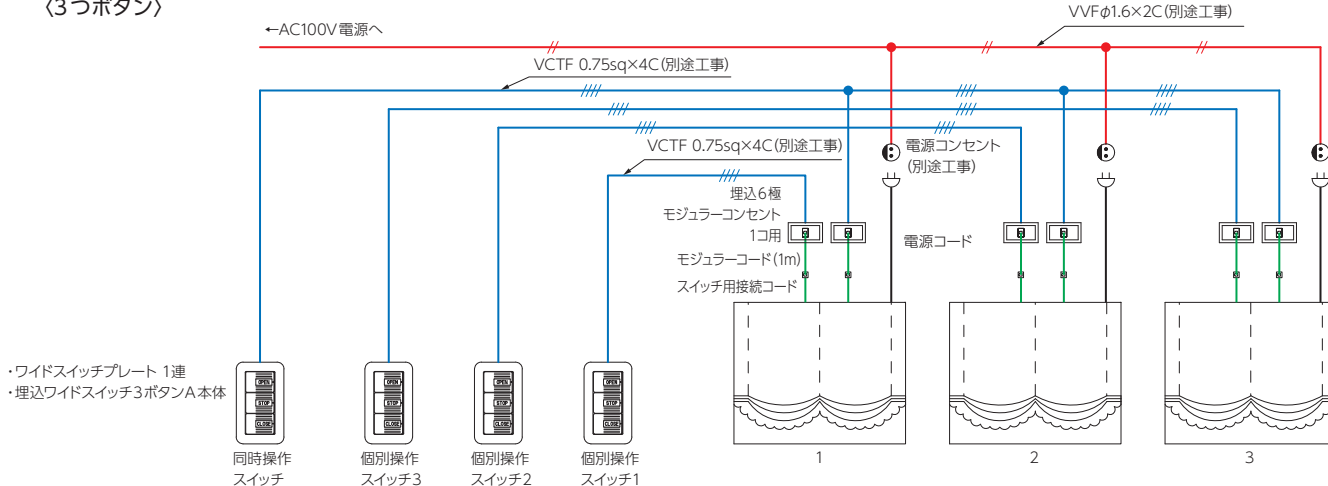 〈3つボタン〉
←AC100V電源へ
VVFφ1.6×2C(別途工事)
VCTF 0.75sq×4C(別途工事)
VCTF 0.75sq×4C(別途工事)
電源コンセント
(別途工事)
埋込6極
モジュラーコンセント
1コ用
電源コード
モジュラーコード(1m)
スイッチ用接続コード
・ワイドスイッチプレート 1連
・埋込ワイドスイッチ3ボタンA本体
OPEN
STOP
CLOSE
OPEN
STOP
CLOSE
OPEN
STOP
CLOSE
OPEN
STOP
CLOSE
同時操作
スイッチ
個別操作
スイッチ3
個別操作
スイッチ2
個別操作
スイッチ1
1
2
3